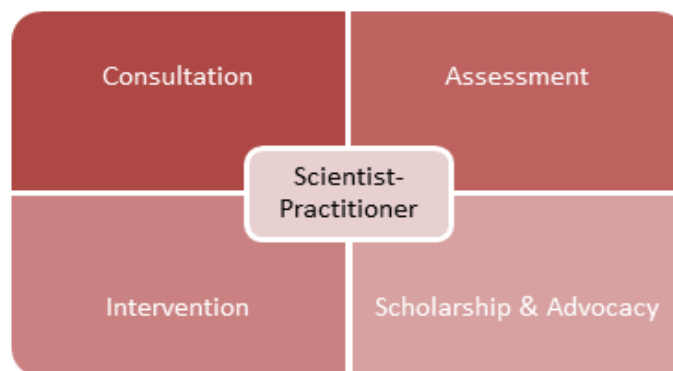 Consultation
Assessment
Scientist-
Practitioner
Intervention
Scholarship & Advocacy